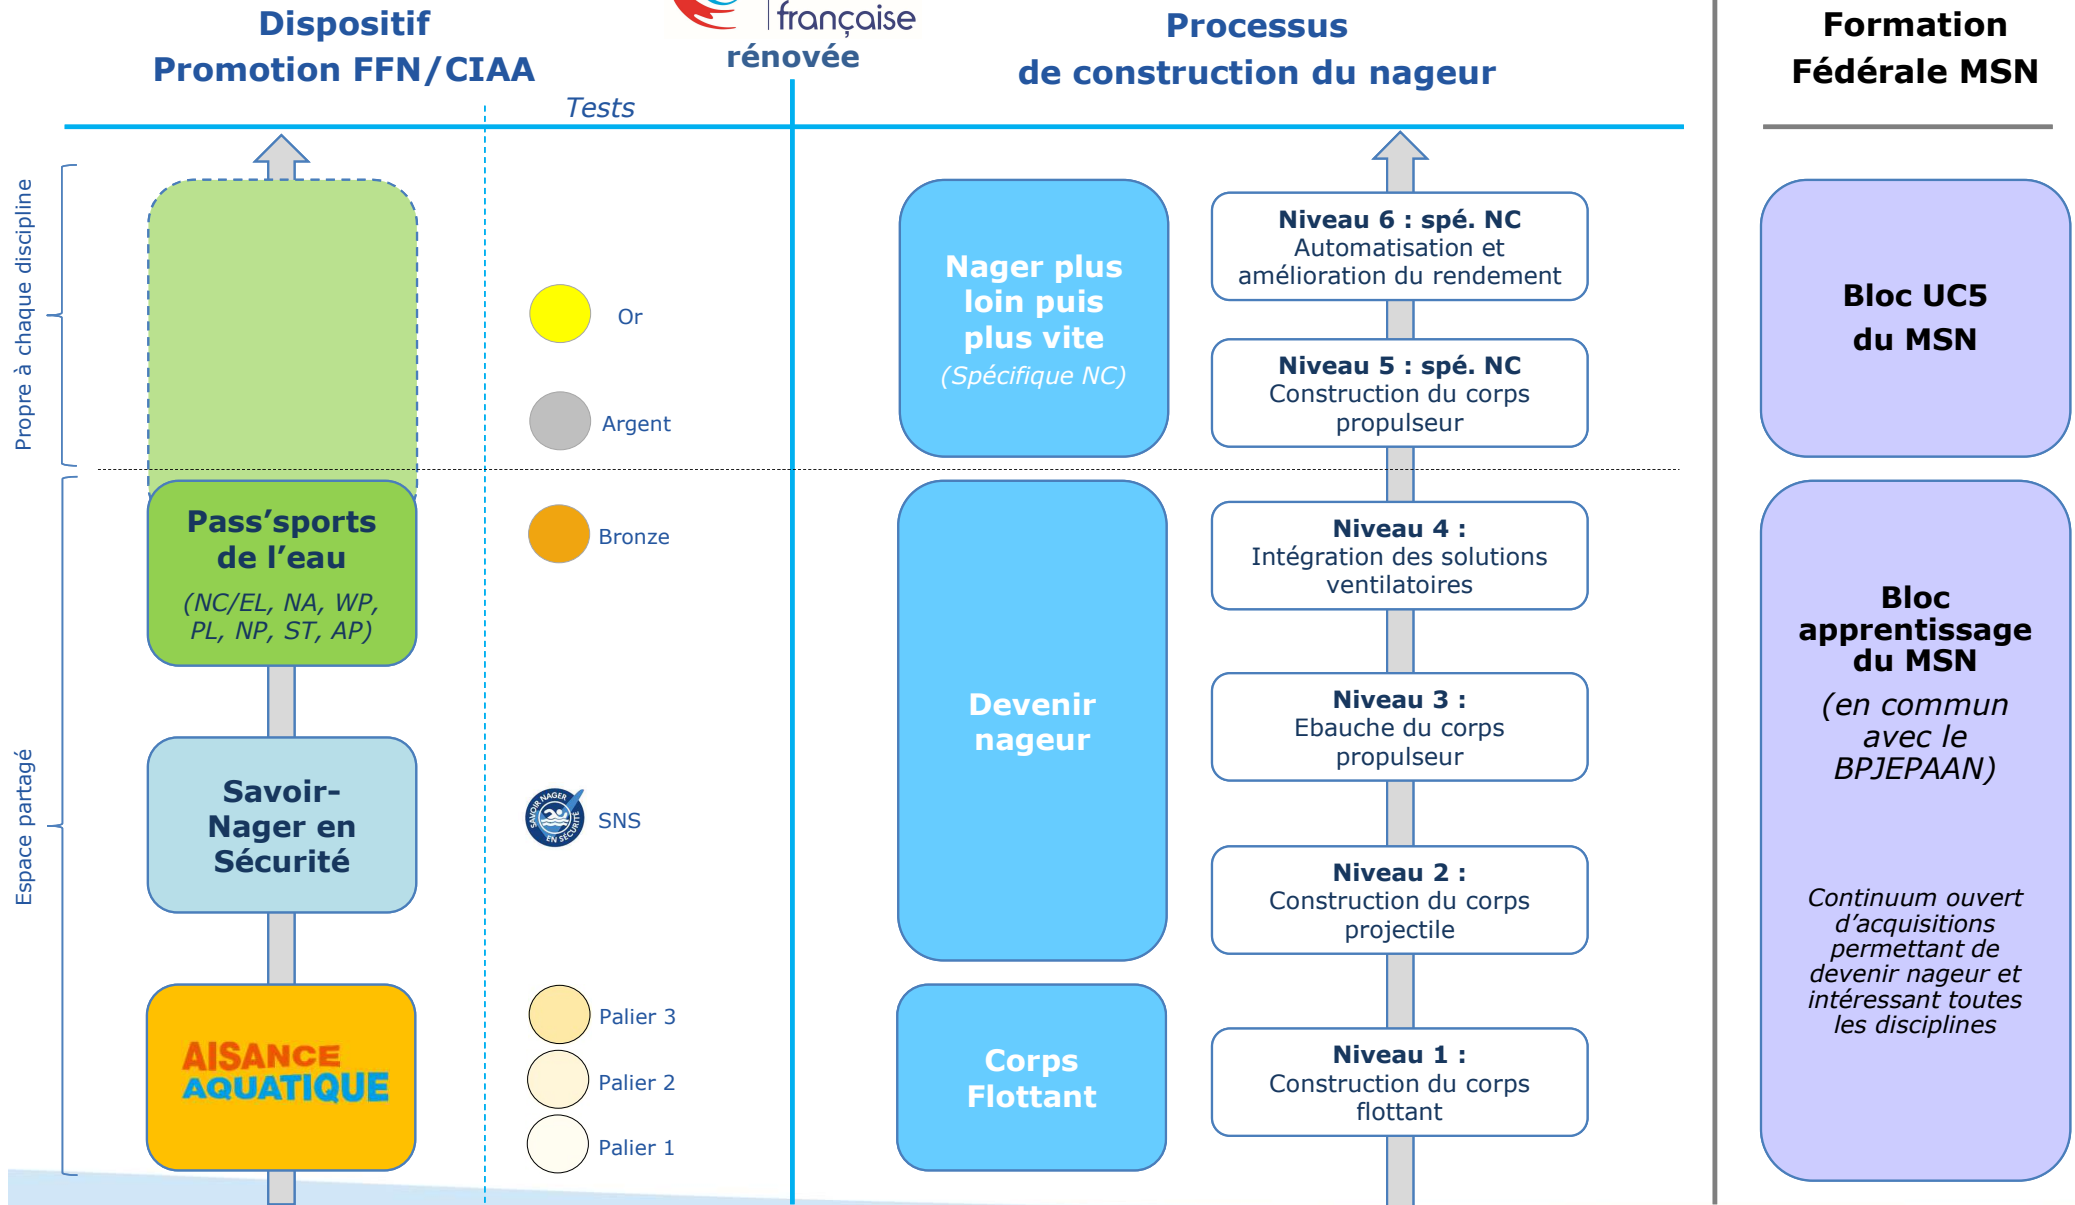 Dispositif
Promotion FFN/CIAA
française
rénovée
Processus
de construction du nageur
Formation
Fédérale MSN
Tests
Propre à chaque discipline
Espace partagé
Pass’sports
de l’eau
(NC/EL, NA, WP,
PL, NP, ST, AP)
Savoir-
Nager en
Sécurité
AISANCE
AQUATIQUE
Or
Argent
Bronze
SAVOIR NAGER
EN SÉCURITÉ
SNS
Palier 3
Palier 2
Palier 1
Nager plus
loin puis
plus vite
(Spécifique NC)
Devenir
nageur
Corps
Flottant
Niveau 6 : spé. NC
Automatisation et
amélioration du rendement
Niveau 5 : spé. NC
Construction du corps
propulseur
Niveau 4 :
Intégration des solutions
ventilatoires
Niveau 3 :
Ebauche du corps
propulseur
Niveau 2 :
Construction du corps
projectile
Niveau 1 :
Construction du corps
flottant
Bloc UC5
du MSN
Bloc
apprentissage
du MSN
(en commun
avec le
BPJEPAAN)
Continuum ouvert
d’acquisitions
permettant de
devenir nageur et
intéressant toutes
les disciplines